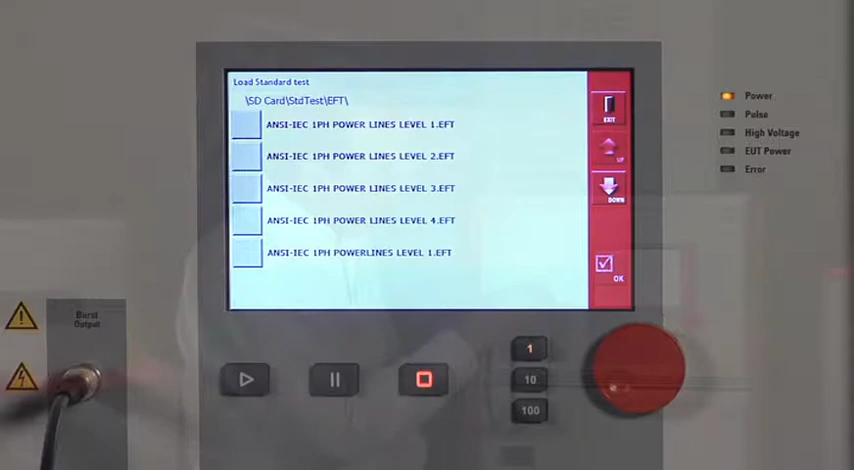 Load Standard test
\SD Card\StdTest\EFT\
ANSI-IEC 1PH POWER LINES LEVEL 1.EFT
ANSI-IEC 1PH POWER LINES LEVEL 2.EFT
ANSI-IEC 1PH POWER LINES LEVEL 3.EFT
ANSI-IEC 1PH POWER LINES LEVEL 4.EFT
ANSI-IEC 1PH POWERLINES LEVEL 1.EFT
EXIT
UP
DOWN
OK
Power
Pulse
High Voltage
EUT Power
Error
Burst
Output
1
10
100